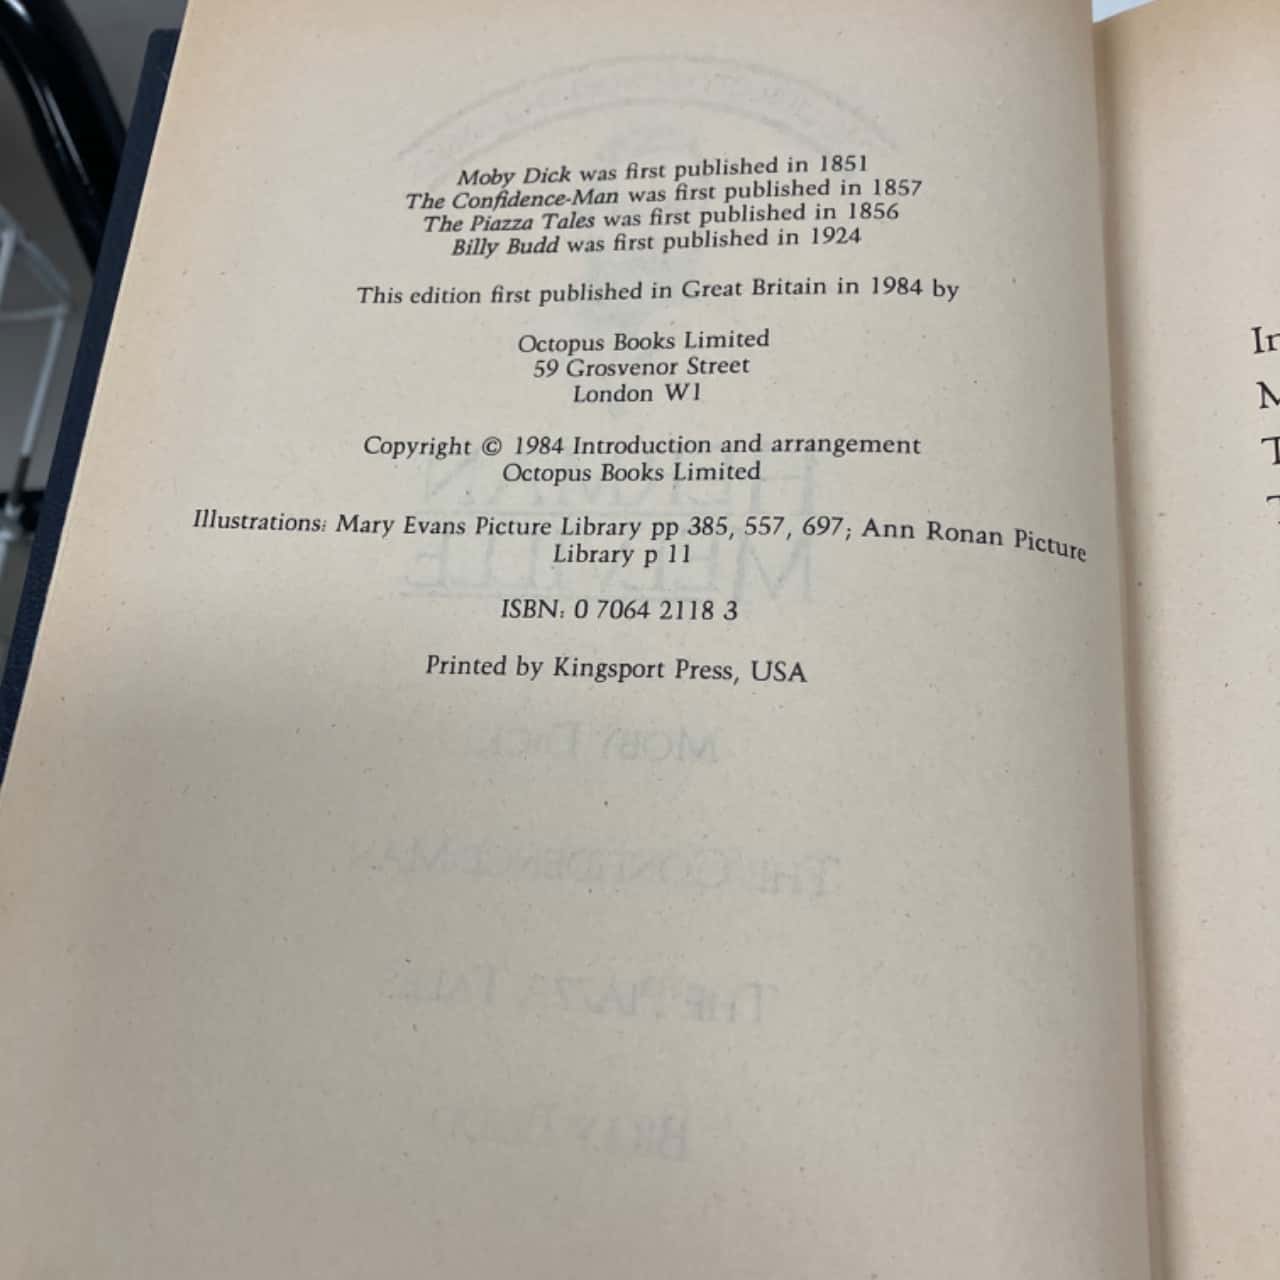 Moby Dick was first published in 1851
The Confidence-Man was first published in 1857
The Piazza Tales was first published in 1856
Billy Budd was first published in 1924
This edition first published in Great Britain in 1984 by
Octopus Books Limited
59 Grosvenor Street
London W1
Copyright © 1984 Introduction and arrangement
Octopus Books Limited
Illustrations: Mary Evans Picture Library pp 385, 557, 697; Ann Ronan Picture
Library p 11
ISBN: 0 7064 2118 3
Printed by Kingsport Press, USA